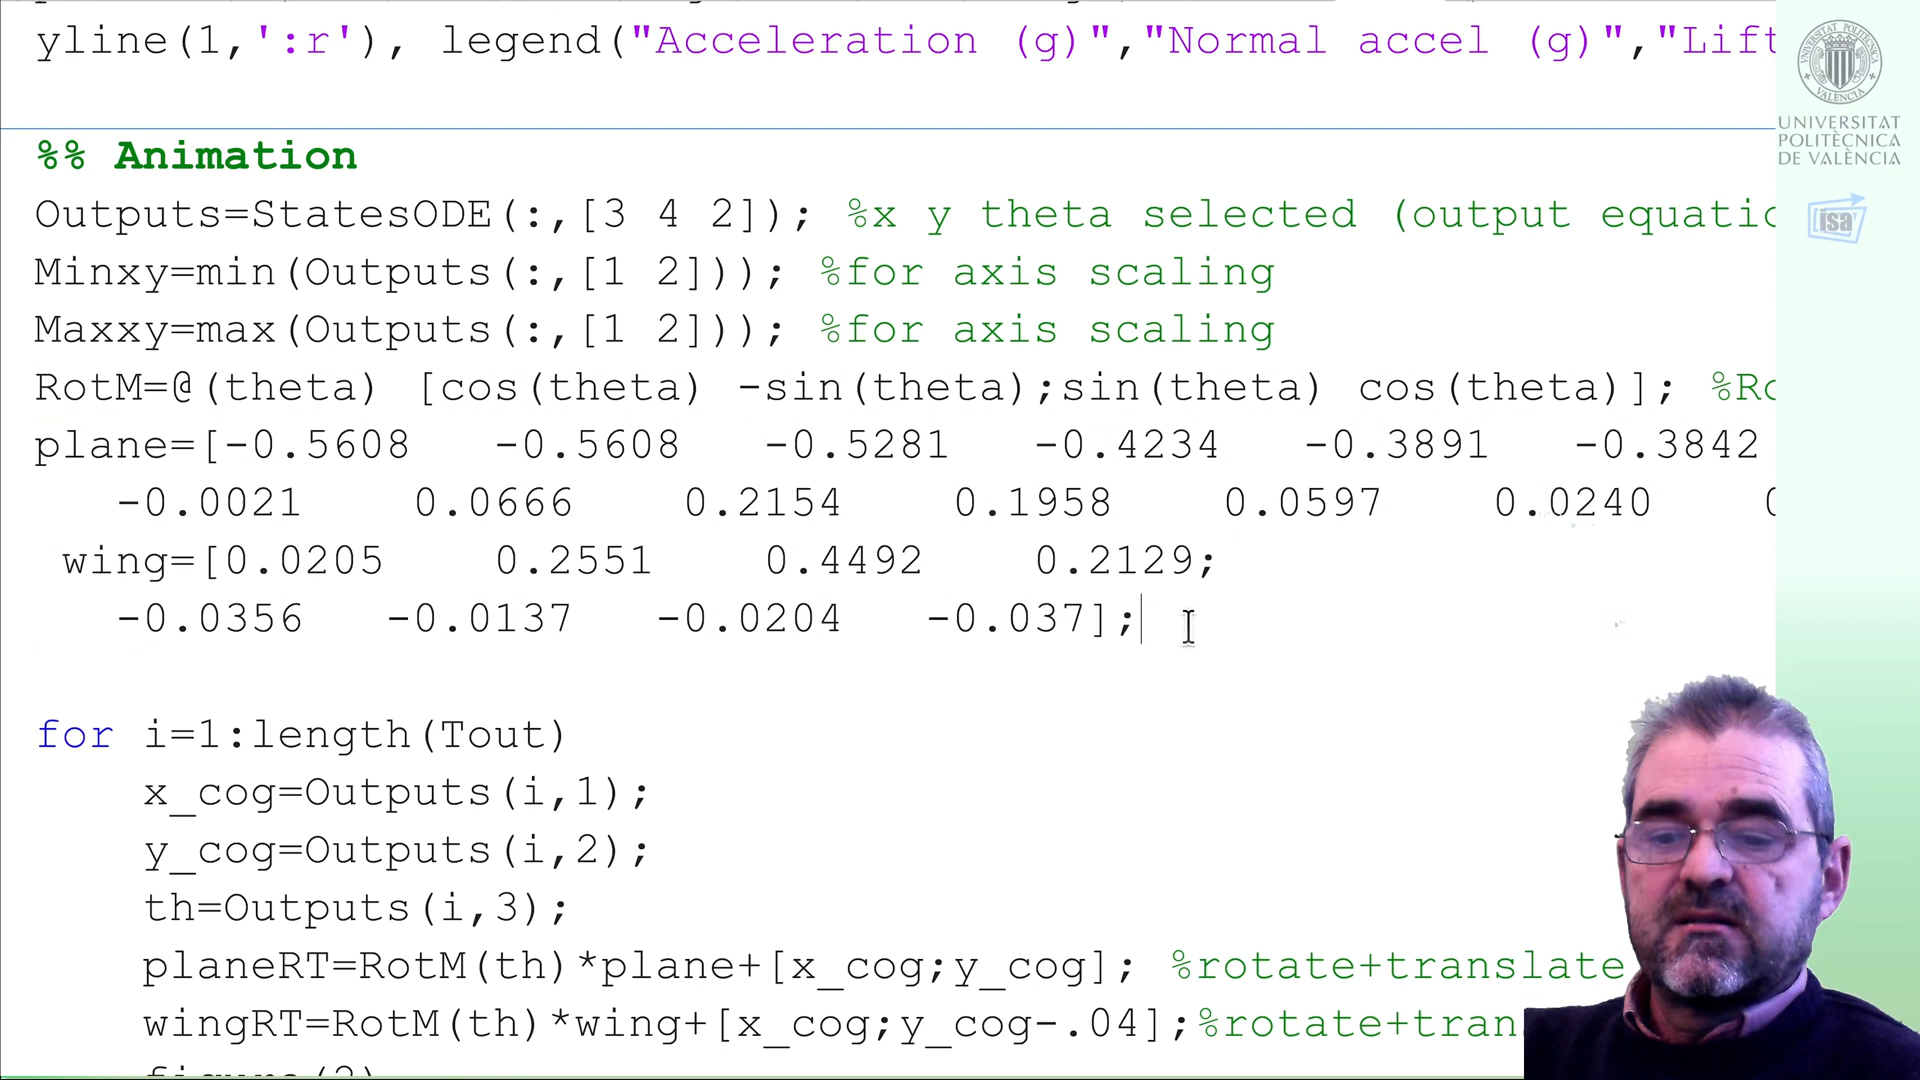 yline(1,':r'), legend("Acceleration (g)","Normal accel (g)","Lift
%% Animation
Outputs=StatesODE(:,[3 4 2]); %x y theta selected (output equatio
Minxy=min(Outputs(:,[1 2])); %for axis scaling
Maxxy=max(Outputs(:,[1 2])); %for axis scaling
RotM=@(theta) [cos(theta) -sin(theta);sin(theta) cos(theta)]; %Ro
plane=[-0.5608 -0.5608 -0.5281 -0.4234 -0.3891 -0.3842
-0.0021 0.0666 0.2154 0.1958 0.0597 0.0240
wing=[0.0205 0.2551 0.4492 0.2129;
-0.0356 -0.0137 -0.0204 -0.037];
for i=1:length(Tout)
x_cog=Outputs(i,1);
y_cog=Outputs(i,2);
th=Outputs(i,3);
planeRT=RotM(th)*plane+[x_cog;y_cog]; %rotate+translate
wingRT=RotM(th)*wing+[x_cog;y_cog-.04];%rotate+tran
UNIVERSITAT
POLITÈCNICA
DE VALÈNCIA
isa